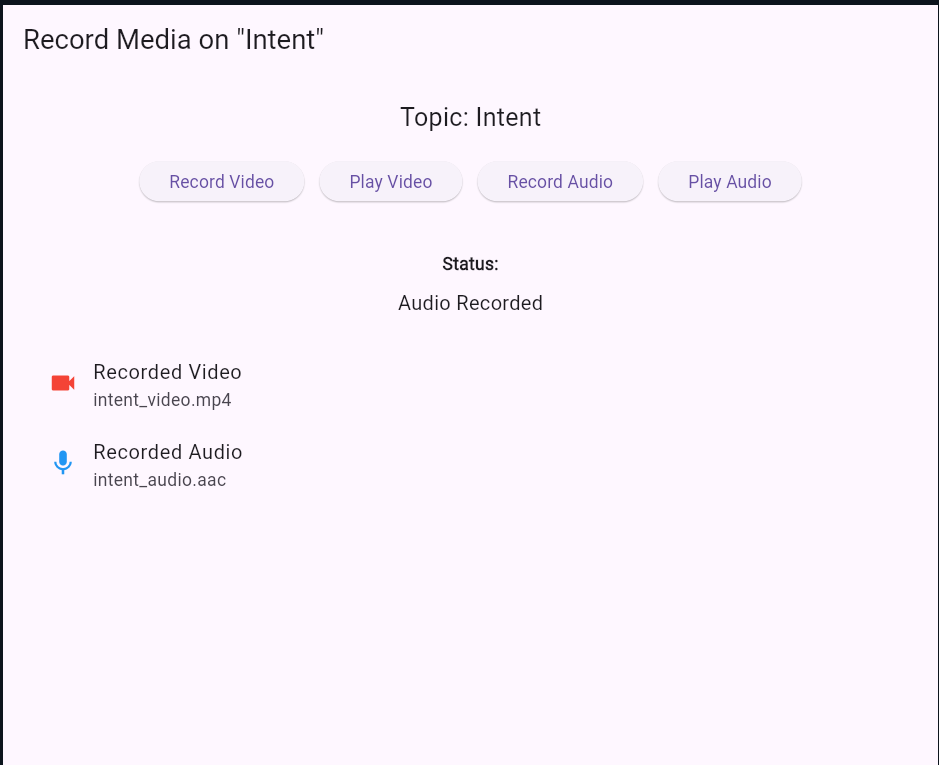 Record Media on "Intent"
Topic: Intent
Record Video Play Video Record Audio Play Audio
Status:
Audio Recorded
Recorded Video
intent_video.mp4
Recorded Audio
intent_audio.aac